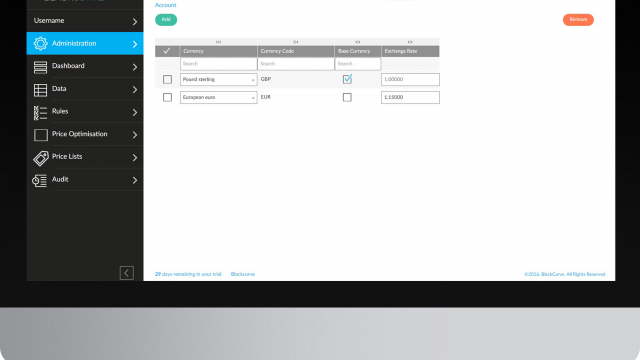 Account
Username
Add
Remove
Administration
Currency
Currency Code
Base Currency
Exchange Rate
Search
Search
Search
Dashboard
Pound sterling
GBP
1.00000
Data
European euro
EUR
1.15000
Rules
Price Optimisation
Price Lists
Audit
29 days remaining in your trial
Blockcurve
©2016, BlackCurve. All Rights Reserved